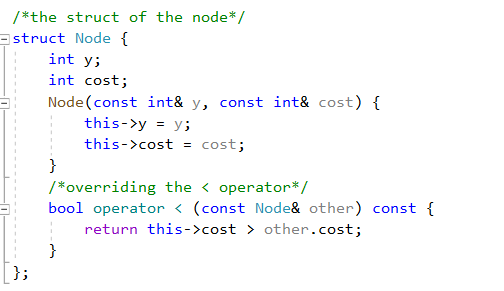 /*the struct of the node*/
struct Node {
    int y;
    int cost;
    Node(const int& y, const int& cost) {
        this->y = y;
        this->cost = cost;
    }
    /*overriding the < operator*/
    bool operator < (const Node& other) const {
        return this->cost > other.cost;
    }
};